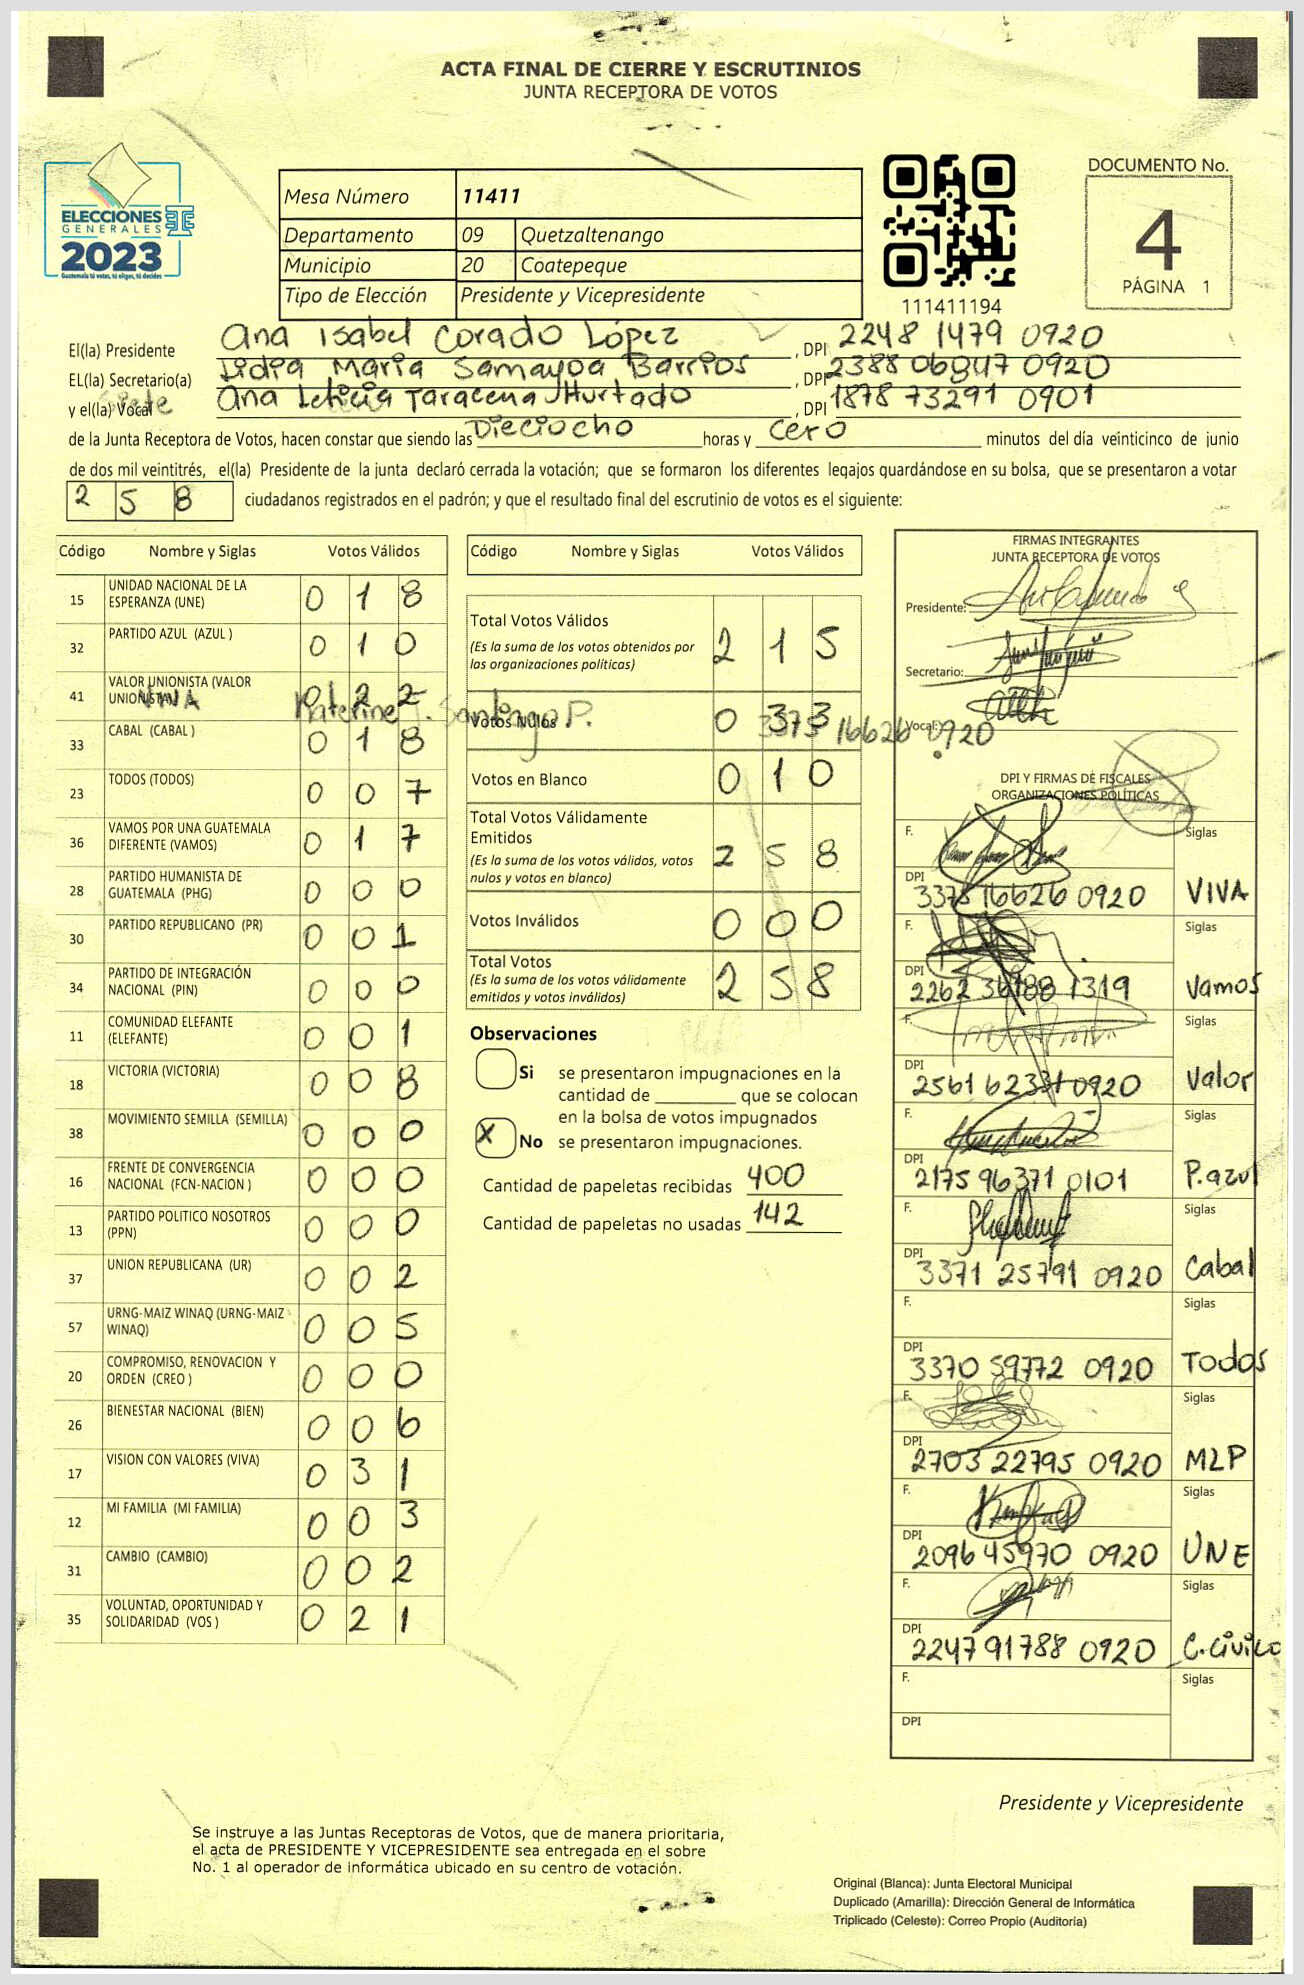 ACTA FINAL DE CIERRE Y ESCRUTINIOS
JUNTA RECEPTORA DE VOTOS
ELECCIONES
GENERALES
2023
Guatemala tú votas, tú eliges, tú decides
Mesa Número 11411
Departamento 09 Quetzaltenango
Municipio 20 Coatepeque
Tipo de Elección Presidente y Vicepresidente
111411194
DOCUMENTO No.
4
PÁGINA 1
El(la) Presidente Ana Isabel Corado López , DPI 2248 1479 0920
EL(la) Secretario(a) Lidia Maria Samayoa Barrios , DPI 2388 06847 0920
y el(la) Vocal Ana Leticia Taracena Hurtado , DPI 1878 73291 0901
de la Junta Receptora de Votos, hacen constar que siendo las Dieciocho horas y cero minutos del día veinticinco de junio
de dos mil veintitrés, el(la) Presidente de la junta declaró cerrada la votación; que se formaron los diferentes legajos quardándose en su bolsa, que se presentaron a votar
2 5 8 ciudadanos registrados en el padrón; y que el resultado final del escrutinio de votos es el siguiente:
Código Nombre y Siglas Votos Válidos
15 UNIDAD NACIONAL DE LA ESPERANZA (UNE) 0 1 8
32 PARTIDO AZUL (AZUL ) 0 1 0
41 VALOR UNIONISTA (VALOR UNIONISTA) 0 2 2
VIVA Katerine J. Santingo P. 3373 16626 0920
33 CABAL (CABAL ) 0 1 8
23 TODOS (TODOS) 0 0 7
36 VAMOS POR UNA GUATEMALA DIFERENTE (VAMOS) 0 1 7
28 PARTIDO HUMANISTA DE GUATEMALA (PHG) 0 0 0
30 PARTIDO REPUBLICANO (PR) 0 0 1
34 PARTIDO DE INTEGRACIÓN NACIONAL (PIN) 0 0 0
11 COMUNIDAD ELEFANTE (ELEFANTE) 0 0 1
18 VICTORIA (VICTORIA) 0 0 8
38 MOVIMIENTO SEMILLA (SEMILLA) 0 0 0
16 FRENTE DE CONVERGENCIA NACIONAL (FCN-NACION ) 0 0 0
13 PARTIDO POLITICO NOSOTROS (PPN) 0 0 0
37 UNION REPUBLICANA (UR) 0 0 2
57 URNG-MAIZ WINAQ (URNG-MAIZ WINAQ) 0 0 5
20 COMPROMISO, RENOVACION Y ORDEN (CREO ) 0 0 0
26 BIENESTAR NACIONAL (BIEN) 0 0 6
17 VISION CON VALORES (VIVA) 0 3 1
12 MI FAMILIA (MI FAMILIA) 0 0 3
31 CAMBIO (CAMBIO) 0 0 2
35 VOLUNTAD, OPORTUNIDAD Y SOLIDARIDAD (VOS ) 0 2 1
Código Nombre y Siglas Votos Válidos
Total Votos Válidos 2 1 5
(Es la suma de los votos obtenidos por
las organizaciones políticas)
Votos Nulos 0 3 3
Votos en Blanco 0 1 0
Total Votos Válidamente
Emitidos 2 5 8
(Es la suma de los votos válidos, votos
nulos y votos en blanco)
Votos Inválidos 0 0 0
Total Votos 2 5 8
(Es la suma de los votos válidamente
emitidos y votos inválidos)
Observaciones
Si se presentaron impugnaciones en la
cantidad de ________ que se colocan
en la bolsa de votos impugnados
X No se presentaron impugnaciones.
Cantidad de papeletas recibidas 400
Cantidad de papeletas no usadas 142
FIRMAS INTEGRANTES
JUNTA RECEPTORA DE VOTOS
Presidente:
Secretario:
Vocal:
DPI Y FIRMAS DE FISCALES
ORGANIZACIONES POLÍTICAS
F. Siglas
DPI 3373 16626 0920 VIVA
F. Siglas
DPI 2262 36988 1319 Vamos
F. Siglas
DPI 2561 62331 0920 Valor
F. Siglas
DPI 2175 96371 0101 P.azul
F. Siglas
DPI 3371 25791 0920 Cabal
F. Siglas
DPI 3370 59772 0920 Todos
F. Siglas
DPI 2703 22795 0920 MLP
F. Siglas
DPI 2096 45970 0920 UNE
F. Siglas
DPI 2247 91788 0920 C.Civico
F. Siglas
DPI
Presidente y Vicepresidente
Se instruye a las Juntas Receptoras de Votos, que de manera prioritaria,
el acta de PRESIDENTE Y VICEPRESIDENTE sea entregada en el sobre
No. 1 al operador de informática ubicado en su centro de votación.
Original (Blanca): Junta Electoral Municipal
Duplicado (Amarilla): Dirección General de Informática
Triplicado (Celeste): Correo Propio (Auditoría)